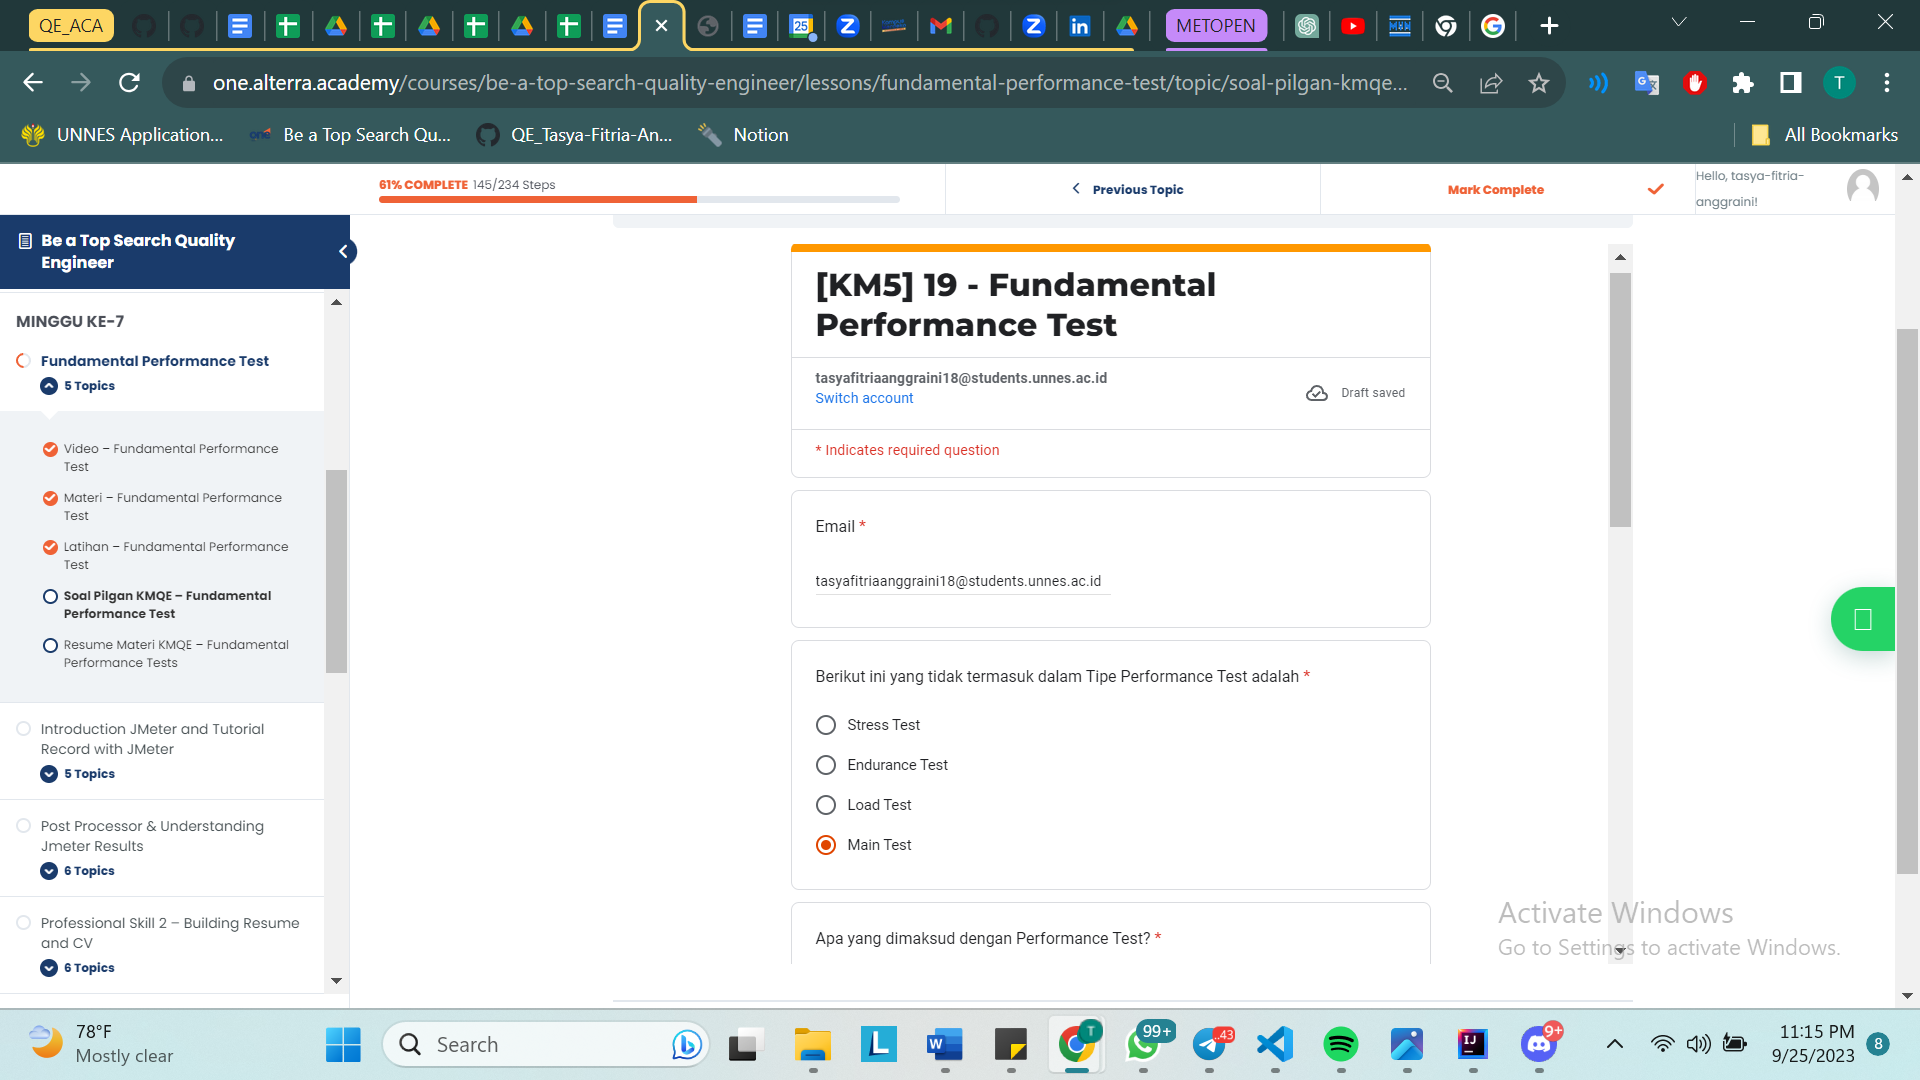 QE_ACA
25
METOPEN
one.alterra.academy/courses/be-a-top-search-quality-engineer/lessons/fundamental-performance-test/topic/soal-pilgan-kmqe...
T
UNNES Application...
one
Be a Top Search Qu...
QE_Tasya-Fitria-An...
Notion
All Bookmarks
61% COMPLETE 145/234 Steps
Previous Topic
Mark Complete
Hello, tasya-fitria-
anggraini!
Be a Top Search Quality
Engineer
MINGGU KE-7
Fundamental Performance Test
5 Topics
Video – Fundamental Performance
Test
Materi – Fundamental Performance
Test
Latihan – Fundamental Performance
Test
Soal Pilgan KMQE – Fundamental
Performance Test
Resume Materi KMQE – Fundamental
Performance Tests
Introduction JMeter and Tutorial
Record with JMeter
5 Topics
Post Processor & Understanding
Jmeter Results
6 Topics
Professional Skill 2 – Building Resume
and CV
6 Topics
[KM5] 19 - Fundamental
Performance Test
tasyafitriaanggraini18@students.unnes.ac.id
Switch account
Draft saved
* Indicates required question
Email *
tasyafitriaanggraini18@students.unnes.ac.id
Berikut ini yang tidak termasuk dalam Tipe Performance Test adalah *
Stress Test
Endurance Test
Load Test
Main Test
Apa yang dimaksud dengan Performance Test? *
Activate Windows
Go to Settings to activate Windows.
78°F
Mostly clear
Search
T
99+
..43
9+
11:15 PM
9/25/2023
8